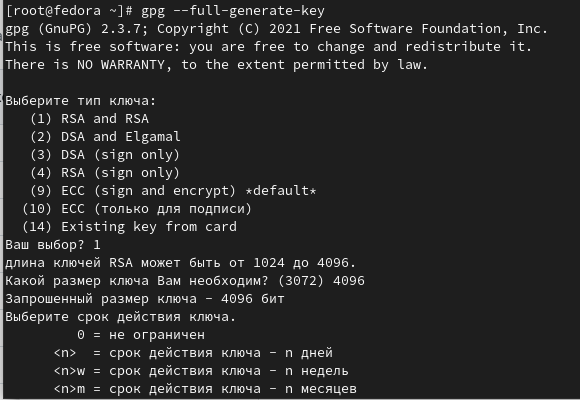 [root@fedora ~]# gpg --full-generate-key
gpg (GnuPG) 2.3.7; Copyright (C) 2021 Free Software Foundation, Inc.
This is free software: you are free to change and redistribute it.
There is NO WARRANTY, to the extent permitted by law.

Выберите тип ключа:
   (1) RSA and RSA
   (2) DSA and Elgamal
   (3) DSA (sign only)
   (4) RSA (sign only)
   (9) ECC (sign and encrypt) *default*
  (10) ECC (только для подписи)
  (14) Existing key from card
Ваш выбор? 1
длина ключей RSA может быть от 1024 до 4096.
Какой размер ключа Вам необходим? (3072) 4096
Запрошенный размер ключа - 4096 бит
Выберите срок действия ключа.
         0 = не ограничен
      <n>  = срок действия ключа - n дней
      <n>w = срок действия ключа - n недель
      <n>m = срок действия ключа - n месяцев